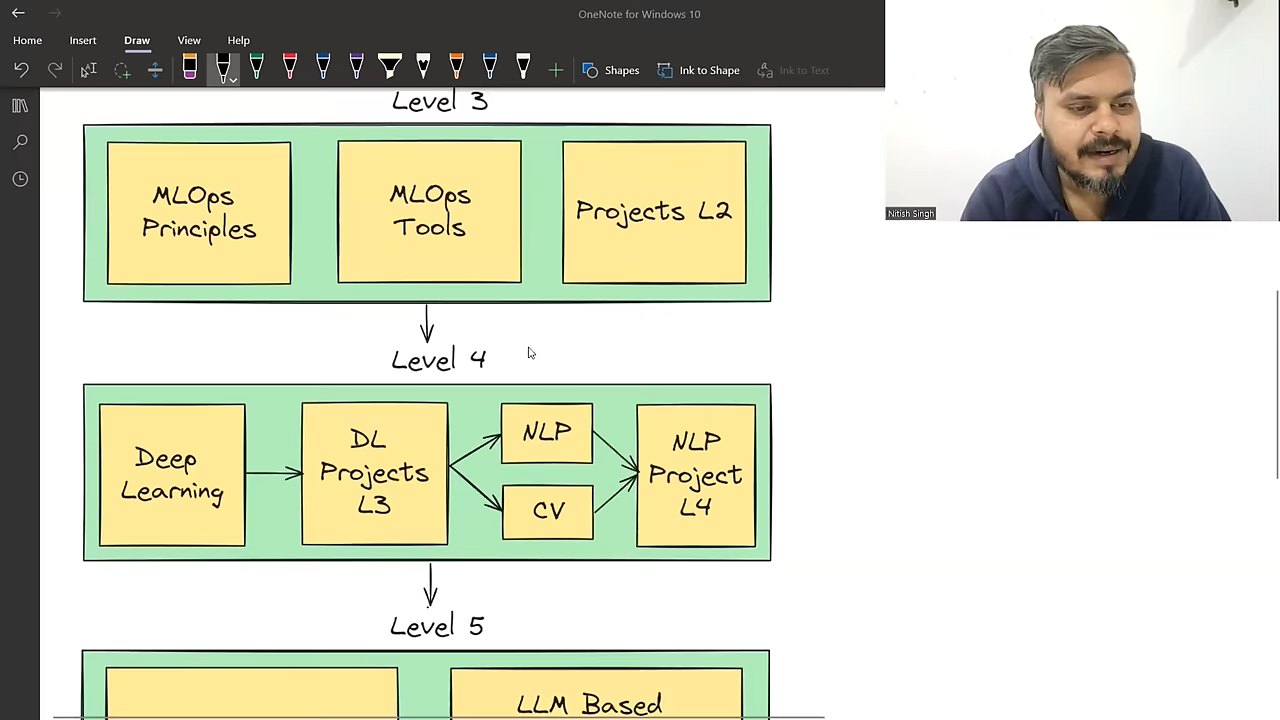 OneNote for Windows 10
Home Insert Draw View Help
Shapes Ink to Shape Ink to Text
Level 3
MLOps
Principles
MLOps
Tools
Projects L2
Nitish Singh
Level 4
Deep
Learning
DL
Projects
L3
NLP
CV
NLP
Project
L4
Level 5
LLM Based